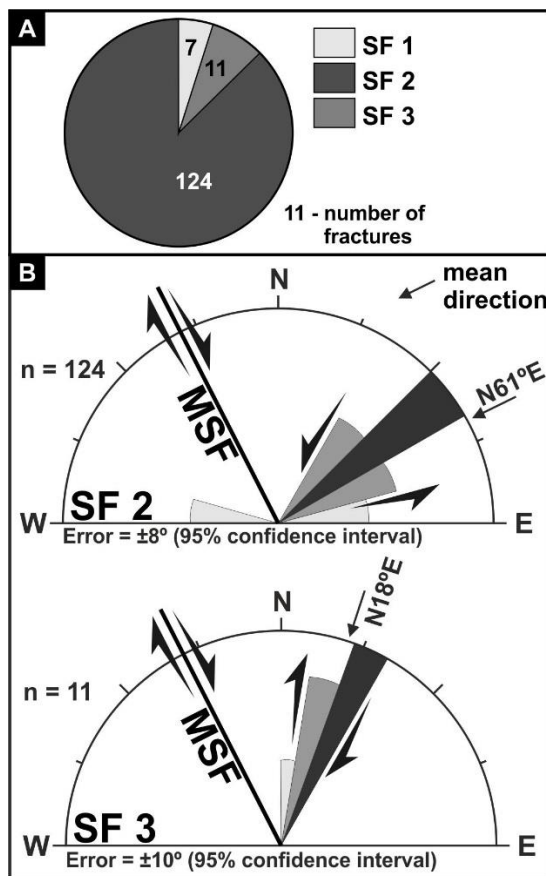 A
7
11
124
SF 1
SF 2
SF 3
11 - number of
fractures
B
mean
direction
N
n = 124
MSF
N61ºE
SF 2
W
E
Error = ±8º (95% confidence interval)
N
N18ºE
n = 11
MSF
SF 3
W
E
Error = ±10º (95% confidence interval)